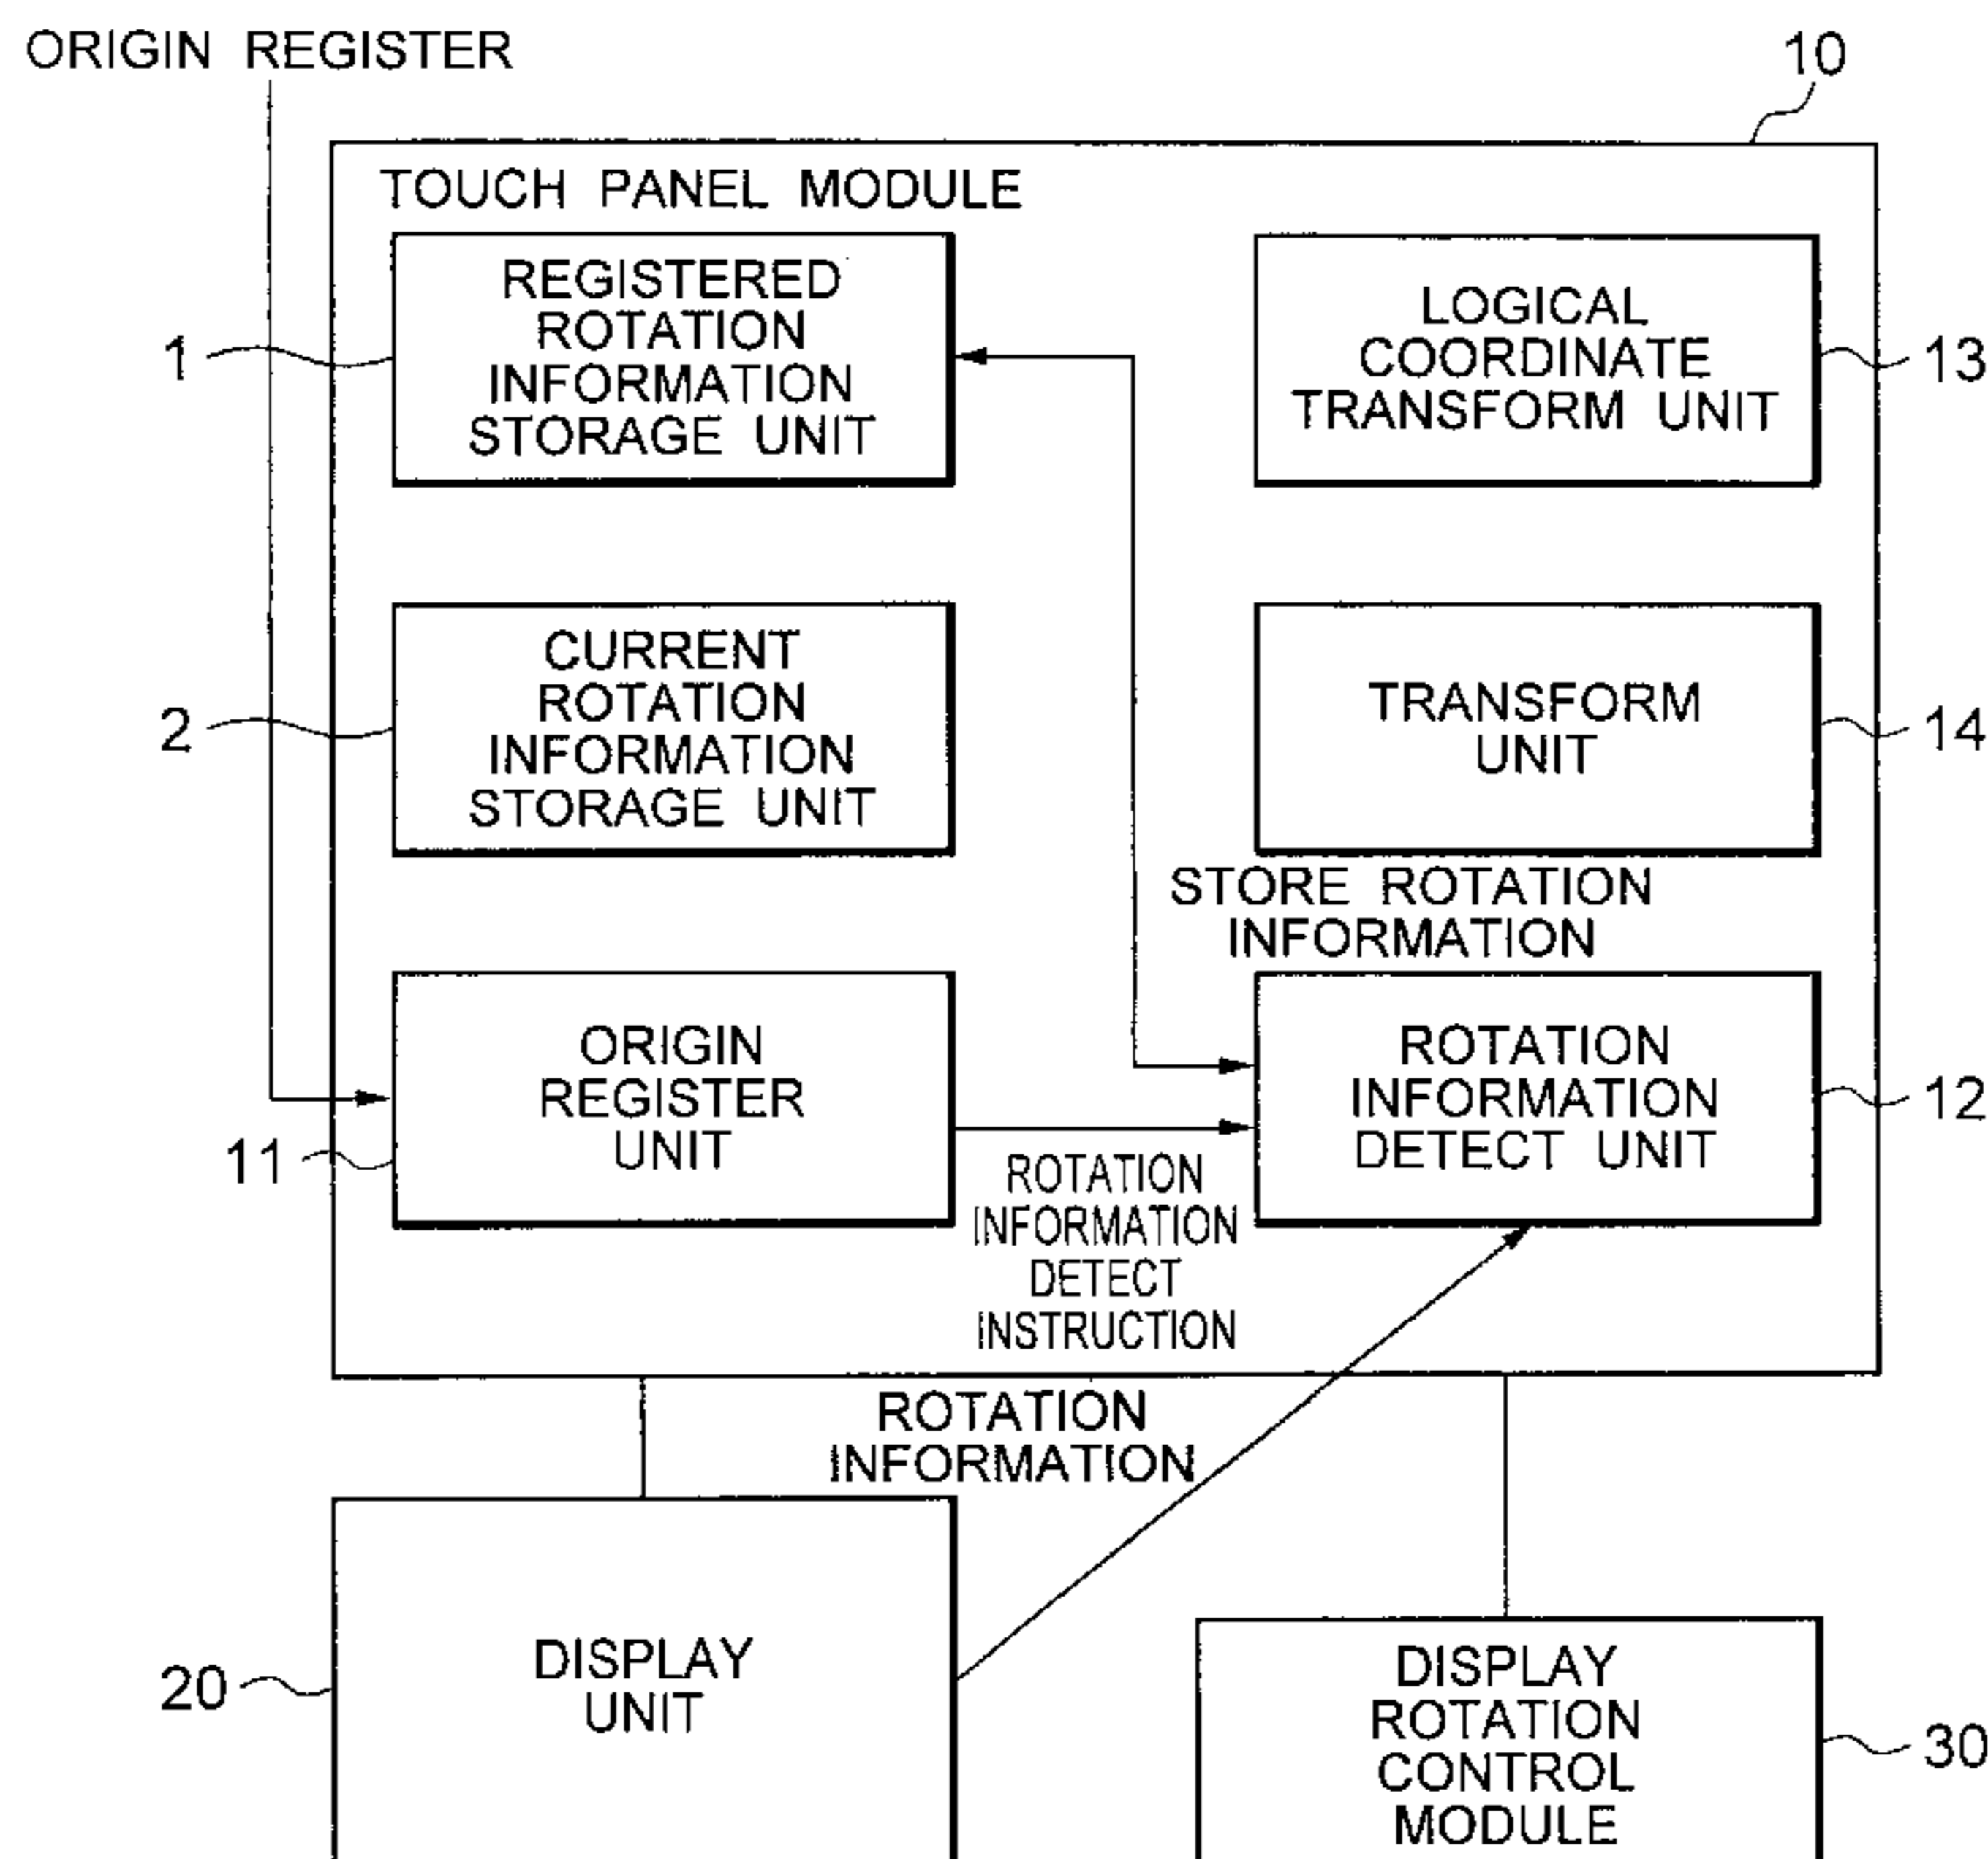 ORIGIN REGISTER
10
TOUCH PANEL MODULE
REGISTERED
ROTATION
INFORMATION
STORAGE UNIT
1
LOGICAL
COORDINATE
TRANSFORM UNIT
13
CURRENT
ROTATION
INFORMATION
STORAGE UNIT
2
TRANSFORM
UNIT
14
STORE ROTATION
INFORMATION
ORIGIN
REGISTER
UNIT
11
ROTATION
INFORMATION
DETECT UNIT
12
ROTATION
INFORMATION
DETECT
INSTRUCTION
ROTATION
INFORMATION
DISPLAY
UNIT
20
DISPLAY
ROTATION
CONTROL
MODULE
30